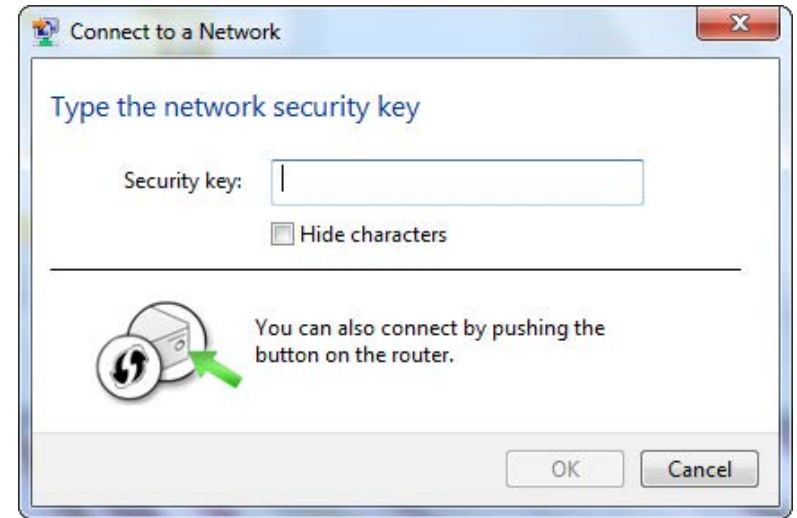 Connect to a Network
Type the network security key
Security key:
Hide characters
You can also connect by pushing the
button on the router.
OK
Cancel